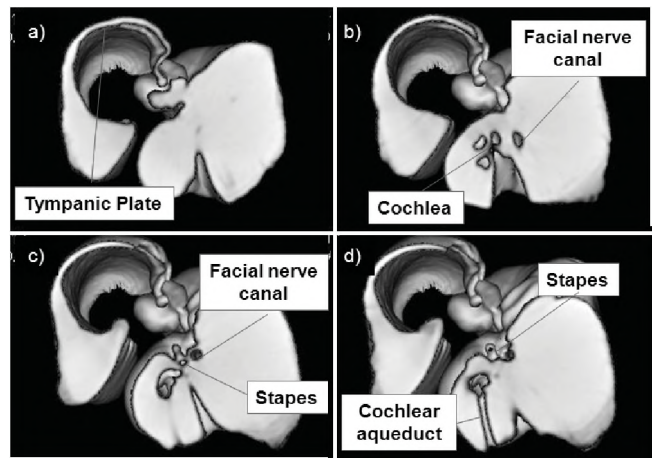 a)
Tympanic Plate
b)
Facial nerve
canal
Cochlea
c)
Facial nerve
canal
Stapes
d)
Stapes
Cochlear
aqueduct